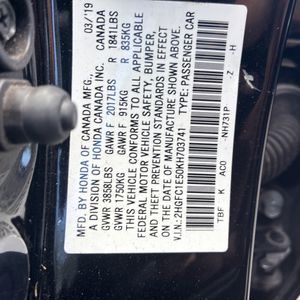 MFD. BY HONDA OF CANADA MFG., 03/19
A DIVISION OF HONDA CANADA INC. CANADA
GVWR 3858LBS GAWR F 2017LBS R 1841LBS
GVWR 1750KG GAWR F 915KG R 835KG
THIS VEHICLE CONFORMS TO ALL APPLICABLE
FEDERAL MOTOR VEHICLE SAFETY, BUMPER,
AND THEFT PREVENTION STANDARDS IN EFFECT
ON THE DATE OF MANUFACTURE SHOWN ABOVE.
V.I.N.: 2HGFC1E50KH703741 TYPE: PASSENGER CAR
TBF K AC0 NH731P Z -H